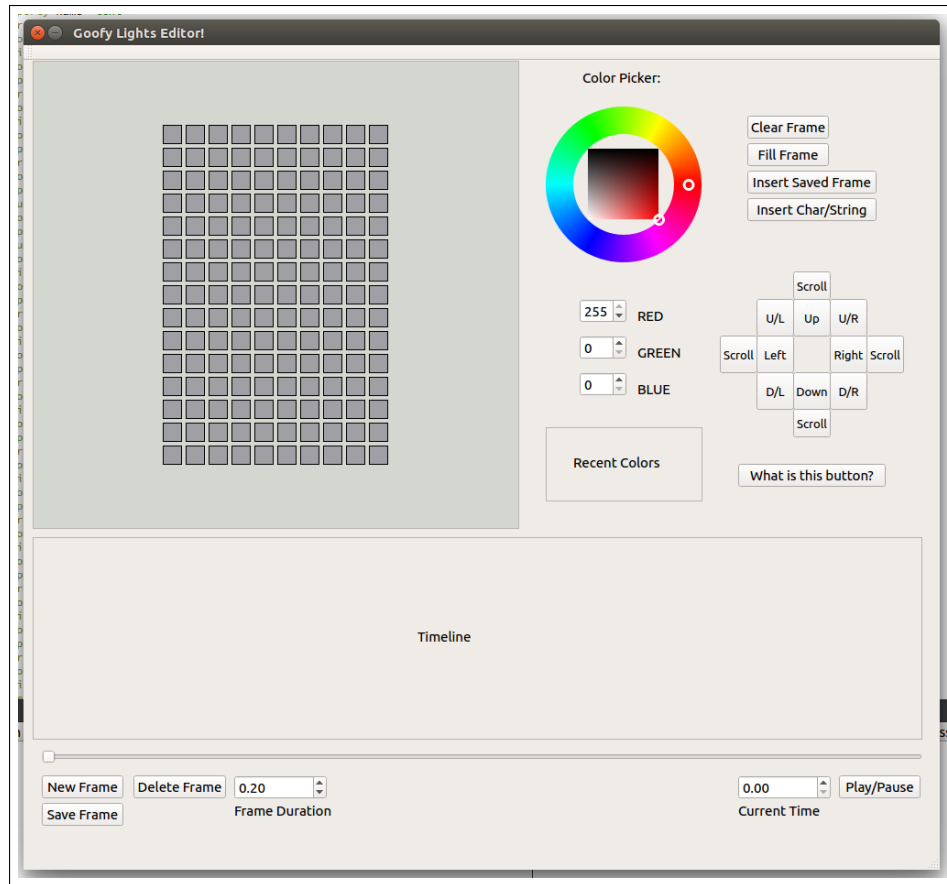 Goofy Lights Editor!
Color Picker:
Clear Frame
Fill Frame
Insert Saved Frame
Insert Char/String
255 RED
0 GREEN
0 BLUE
Scroll
U/L Up U/R
Scroll Left Right Scroll
D/L Down D/R
Scroll
Recent Colors
What is this button?
Timeline
New Frame Delete Frame 0.20 0.00 Play/Pause
Save Frame Frame Duration Current Time